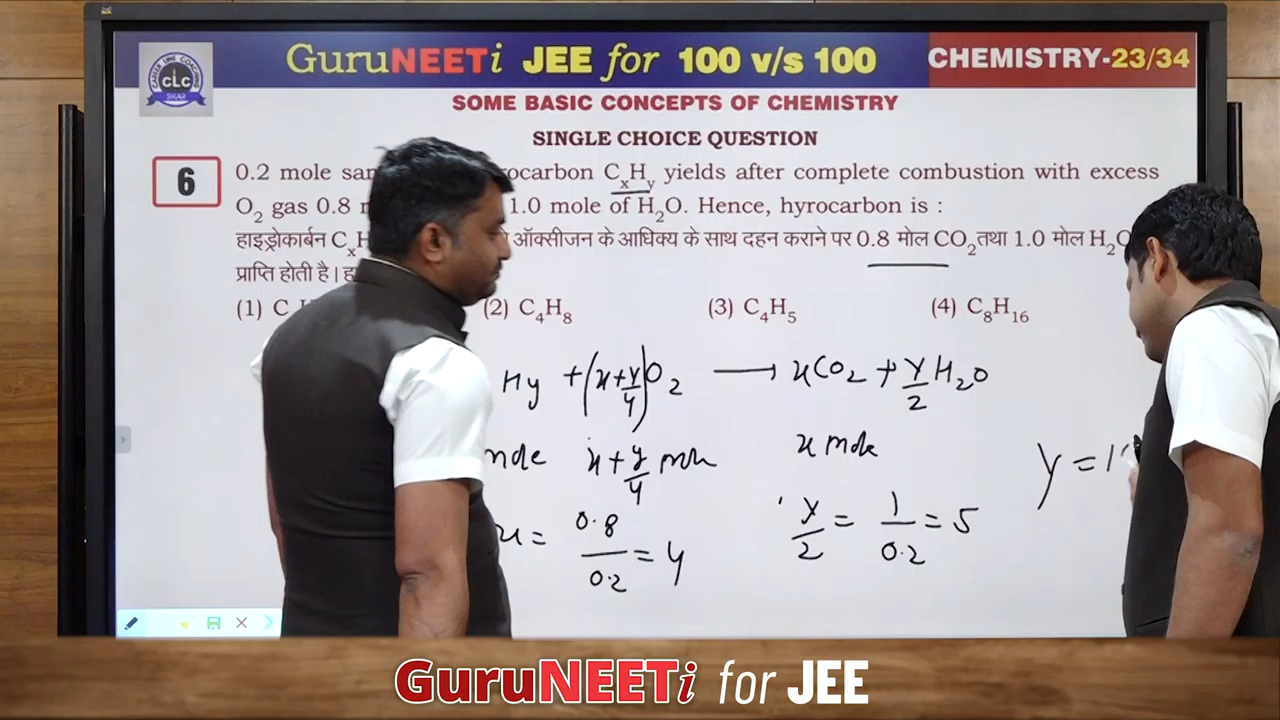 GuruNEETi JEE for 100 v/s 100
CHEMISTRY-23/34
CLC
SIKAR
SOME BASIC CONCEPTS OF CHEMISTRY
SINGLE CHOICE QUESTION
6
0.2 mole rocarbon CxHy yields after complete combustion with excess
O2 gas 0.8 1.0 mole of H2O. Hence, hyrocarbon is :
हाइड्रोकार्बन CxH ऑक्सीजन के आधिक्य के साथ दहन कराने पर 0.8 मोल CO2 तथा 1.0 मोल H2O
प्राप्ति होती है।
(1) C (2) C4H8 (3) C4H5 (4) C8H16
Hy + (x+y/4)O2 → xCO2 + y/2 H2O
mole x+y/4 mole x mole
x = 0.8/0.2 = 4 y/2 = 1/0.2 = 5
y = 1
GuruNEETi for JEE